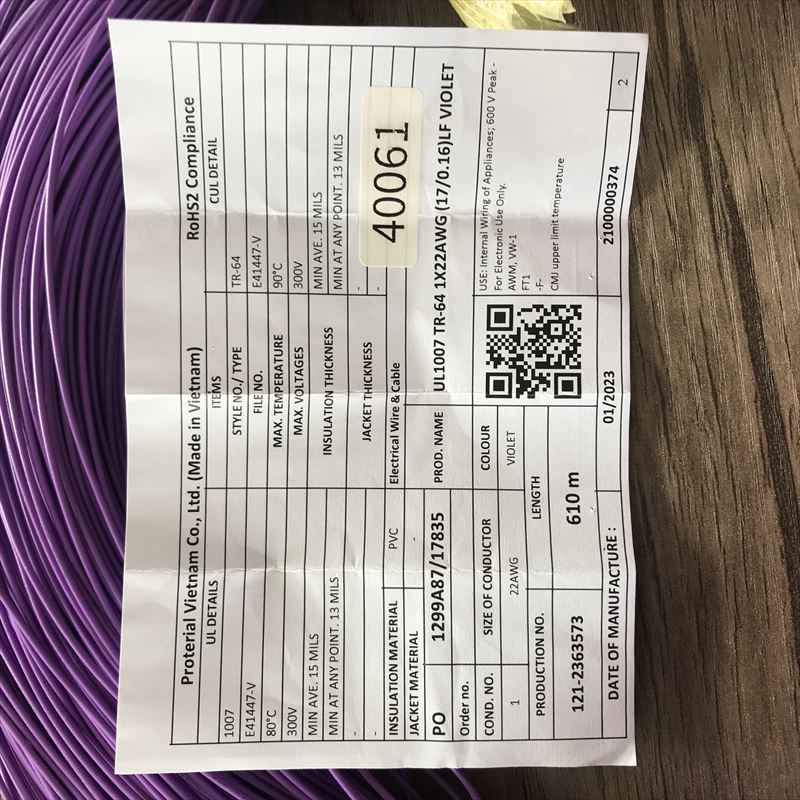 Proterial Vietnam Co., Ltd. (Made in Vietnam) RoHS2 Compliance
UL DETAILS ITEMS CUL DETAIL
1007 STYLE NO./ TYPE TR-64
E41447-V FILE NO. E41447-V
80°C MAX. TEMPERATURE 90°C
300V MAX. VOLTAGES 300V
MIN AVE. 15 MILS INSULATION THICKNESS MIN AVE. 15 MILS
MIN AT ANY POINT. 13 MILS MIN AT ANY POINT. 13 MILS
- JACKET THICKNESS -
- -
INSULATION MATERIAL PVC Electrical Wire & Cable
JACKET MATERIAL -
40061
PO 1299A87/17835 PROD. NAME UL1007 TR-64 1X22AWG (17/0.16)LF VIOLET
Order no.
COND. NO. SIZE OF CONDUCTOR COLOUR
1 22AWG VIOLET
USE: Internal Wiring of Appliances; 600 V Peak -
For Electronic Use Only.
AWM, VW-1
FT1
-F-
CMJ upper limit temperature
PRODUCTION NO. LENGTH
121-2363573 610 m
DATE OF MANUFACTURE : 01/2023 2100000374 2